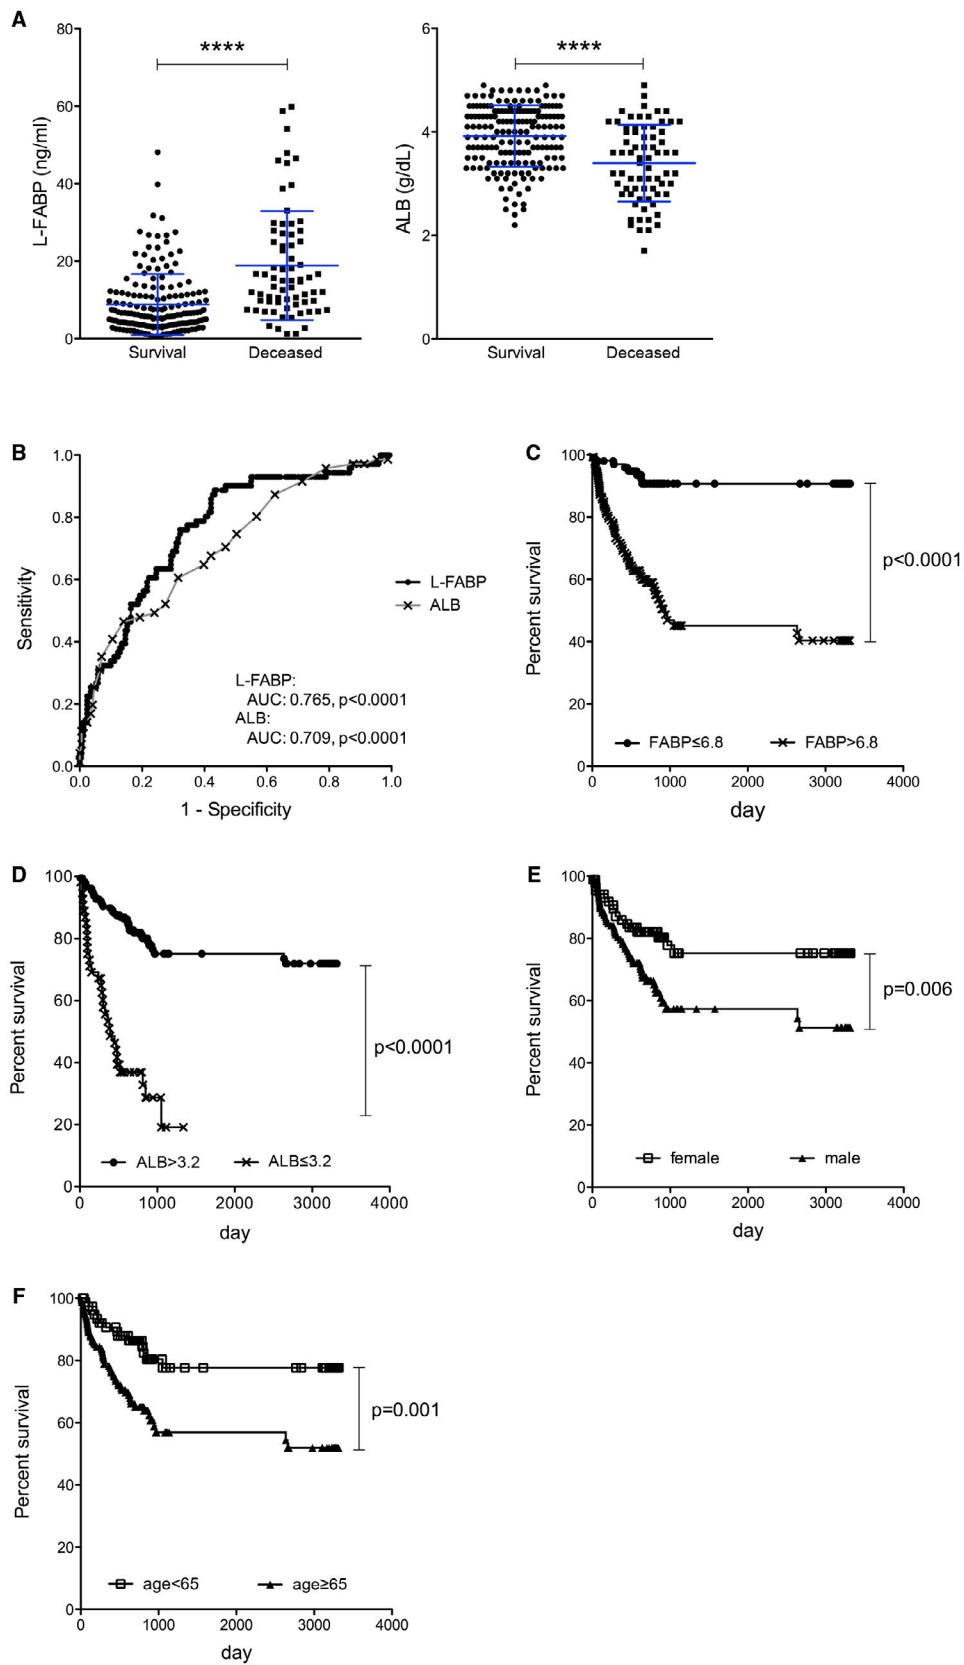 A
80
60
40
20
0
L-FABP (ng/ml)
****
Survival
Deceased
6
4
2
0
ALB (g/dL)
****
Survival
Deceased
B
1.0
0.8
0.6
0.4
0.2
0.0
Sensitivity
0.0 0.2 0.4 0.6 0.8 1.0
1 - Specificity
L-FABP
ALB
L-FABP:
AUC: 0.765, p<0.0001
ALB:
AUC: 0.709, p<0.0001
C
100
80
60
40
20
0
Percent survival
p<0.0001
FABP≤6.8
FABP>6.8
0 1000 2000 3000 4000
day
D
100
80
60
40
20
0
Percent survival
p<0.0001
ALB>3.2
ALB≤3.2
0 1000 2000 3000 4000
day
E
100
80
60
40
20
0
Percent survival
p=0.006
female
male
0 1000 2000 3000 4000
day
F
100
80
60
40
20
0
Percent survival
p=0.001
age<65
age≥65
0 1000 2000 3000 4000
day